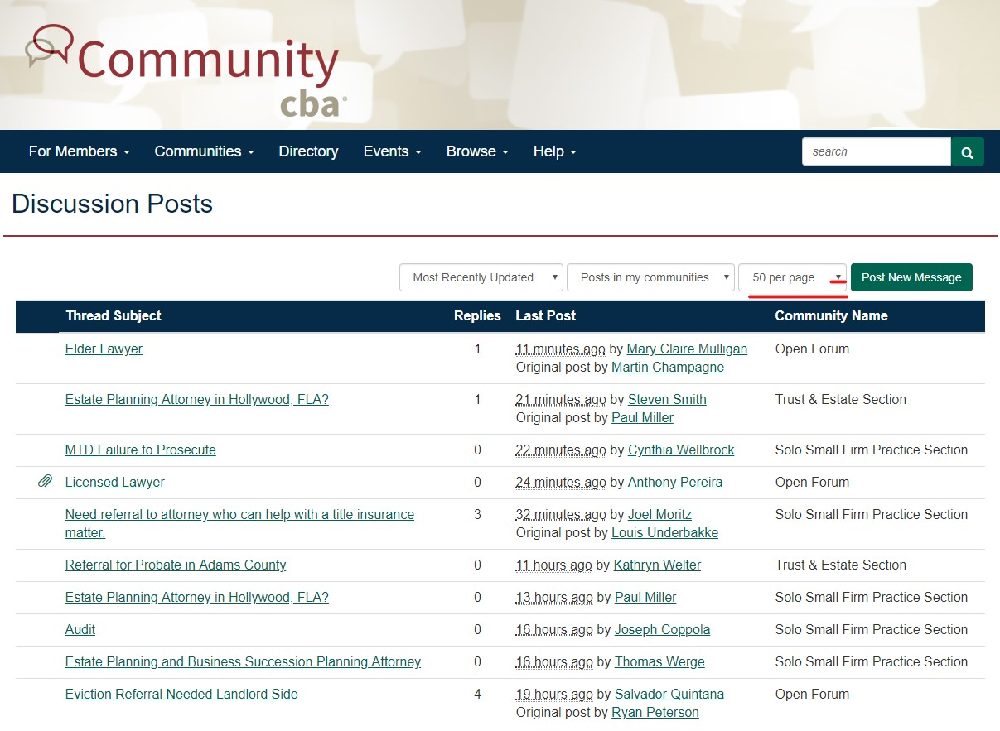 Community
cba
For Members Communities Directory Events Browse Help search
Discussion Posts
Most Recently Updated Posts in my communities 50 per page Post New Message
Thread Subject Replies Last Post Community Name
Elder Lawyer 1 11 minutes ago by Mary Claire Mulligan Open Forum
Original post by Martin Champagne
Estate Planning Attorney in Hollywood, FLA? 1 21 minutes ago by Steven Smith Trust & Estate Section
Original post by Paul Miller
MTD Failure to Prosecute 0 22 minutes ago by Cynthia Wellbrock Solo Small Firm Practice Section
Licensed Lawyer 0 24 minutes ago by Anthony Pereira Open Forum
Need referral to attorney who can help with a title insurance 3 32 minutes ago by Joel Moritz Solo Small Firm Practice Section
matter. Original post by Louis Underbakke
Referral for Probate in Adams County 0 11 hours ago by Kathryn Welter Trust & Estate Section
Estate Planning Attorney in Hollywood, FLA? 0 13 hours ago by Paul Miller Solo Small Firm Practice Section
Audit 0 16 hours ago by Joseph Coppola Solo Small Firm Practice Section
Estate Planning and Business Succession Planning Attorney 0 16 hours ago by Thomas Werge Solo Small Firm Practice Section
Eviction Referral Needed Landlord Side 4 19 hours ago by Salvador Quintana Open Forum
Original post by Ryan Peterson